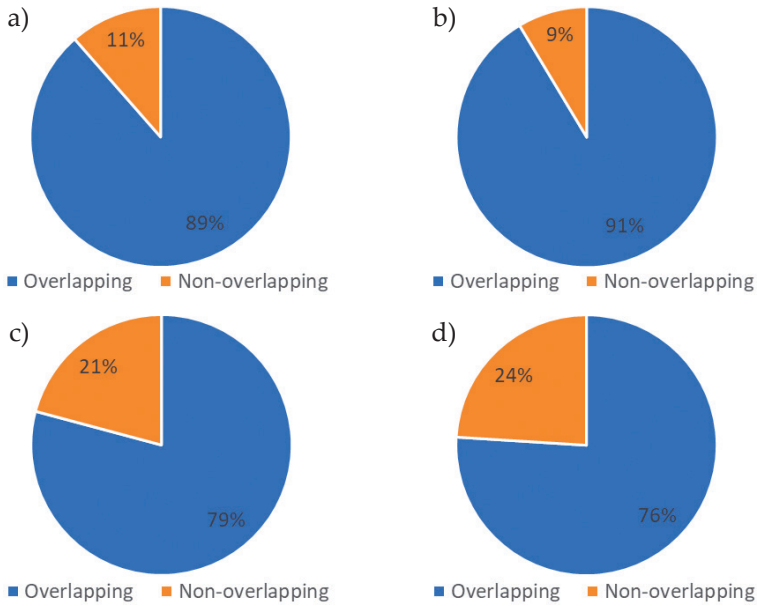 a)
11%
89%
Overlapping Non-overlapping
b)
9%
91%
Overlapping Non-overlapping
c)
21%
79%
Overlapping Non-overlapping
d)
24%
76%
Overlapping Non-overlapping